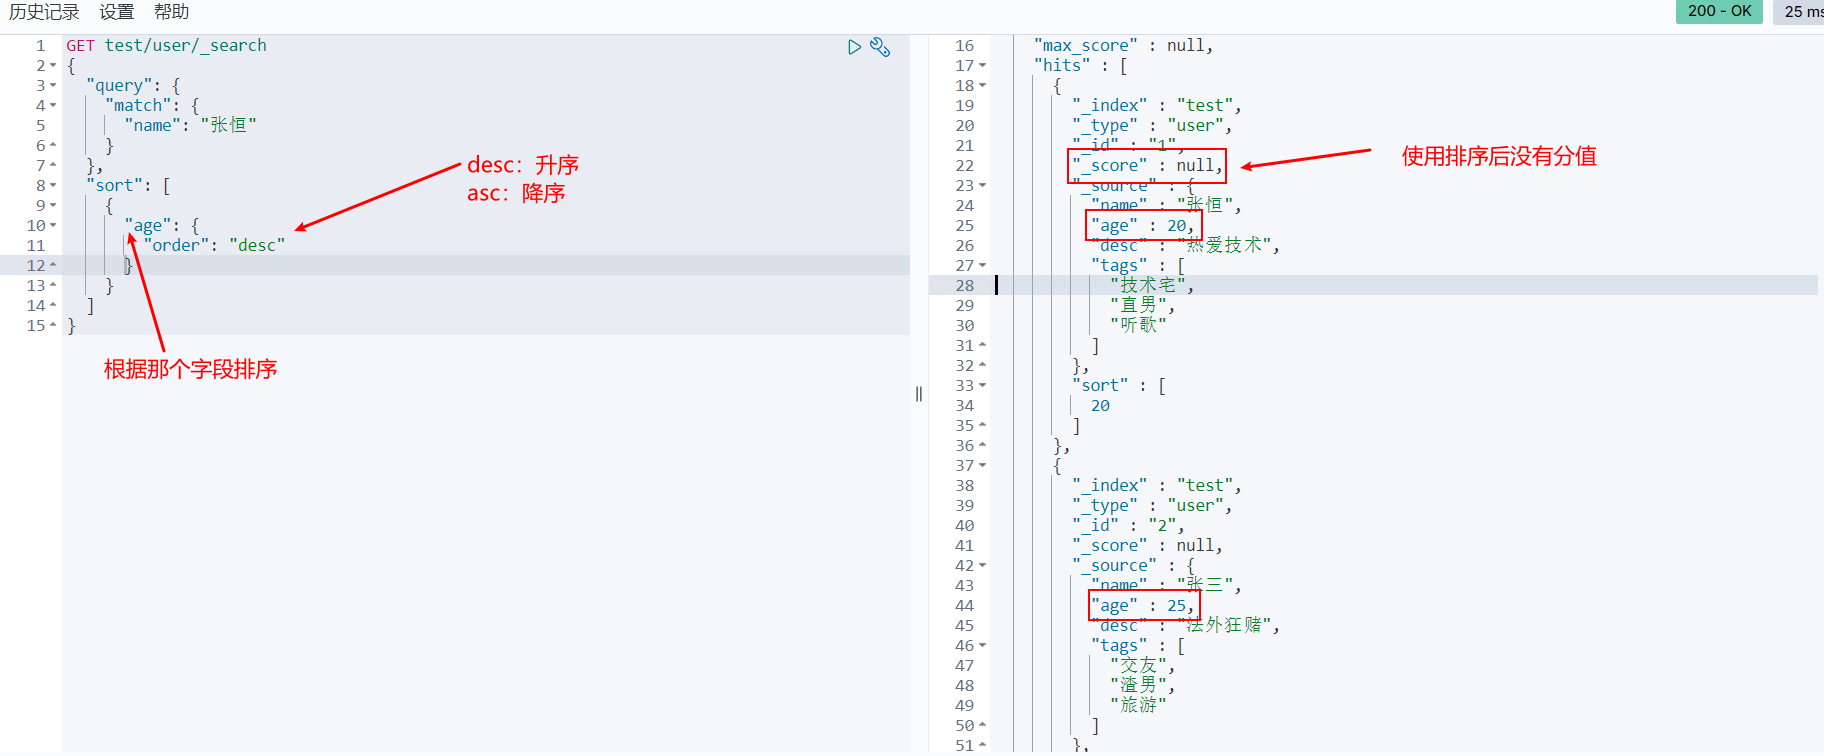 历史记录 设置 帮助
200 - OK
25 ms
1 GET test/user/_search
2 {
3 "query": {
4 "match": {
5 "name": "张恒"
6 }
7 },
8 "sort": [
9 {
10 "age": {
11 "order": "desc"
12 }
13 }
14 ]
15 }
desc：升序
asc：降序
根据那个字段排序
16 "max_score" : null,
17 "hits" : [
18 {
19 "_index" : "test",
20 "_type" : "user",
21 "_id" : "1",
22 "_score" : null,
23 "_source" : {
24 "name" : "张恒",
25 "age" : 20,
26 "desc" : "热爱技术",
27 "tags" : [
28 "技术宅",
29 "直男",
30 "听歌"
31 ]
32 },
33 "sort" : [
34 20
35 ]
36 },
37 {
38 "_index" : "test",
39 "_type" : "user",
40 "_id" : "2",
41 "_score" : null,
42 "_source" : {
43 "name" : "张三",
44 "age" : 25,
45 "desc" : "法外狂赌",
46 "tags" : [
47 "交友",
48 "渣男",
49 "旅游"
50 ]
51 },
使用排序后没有分值